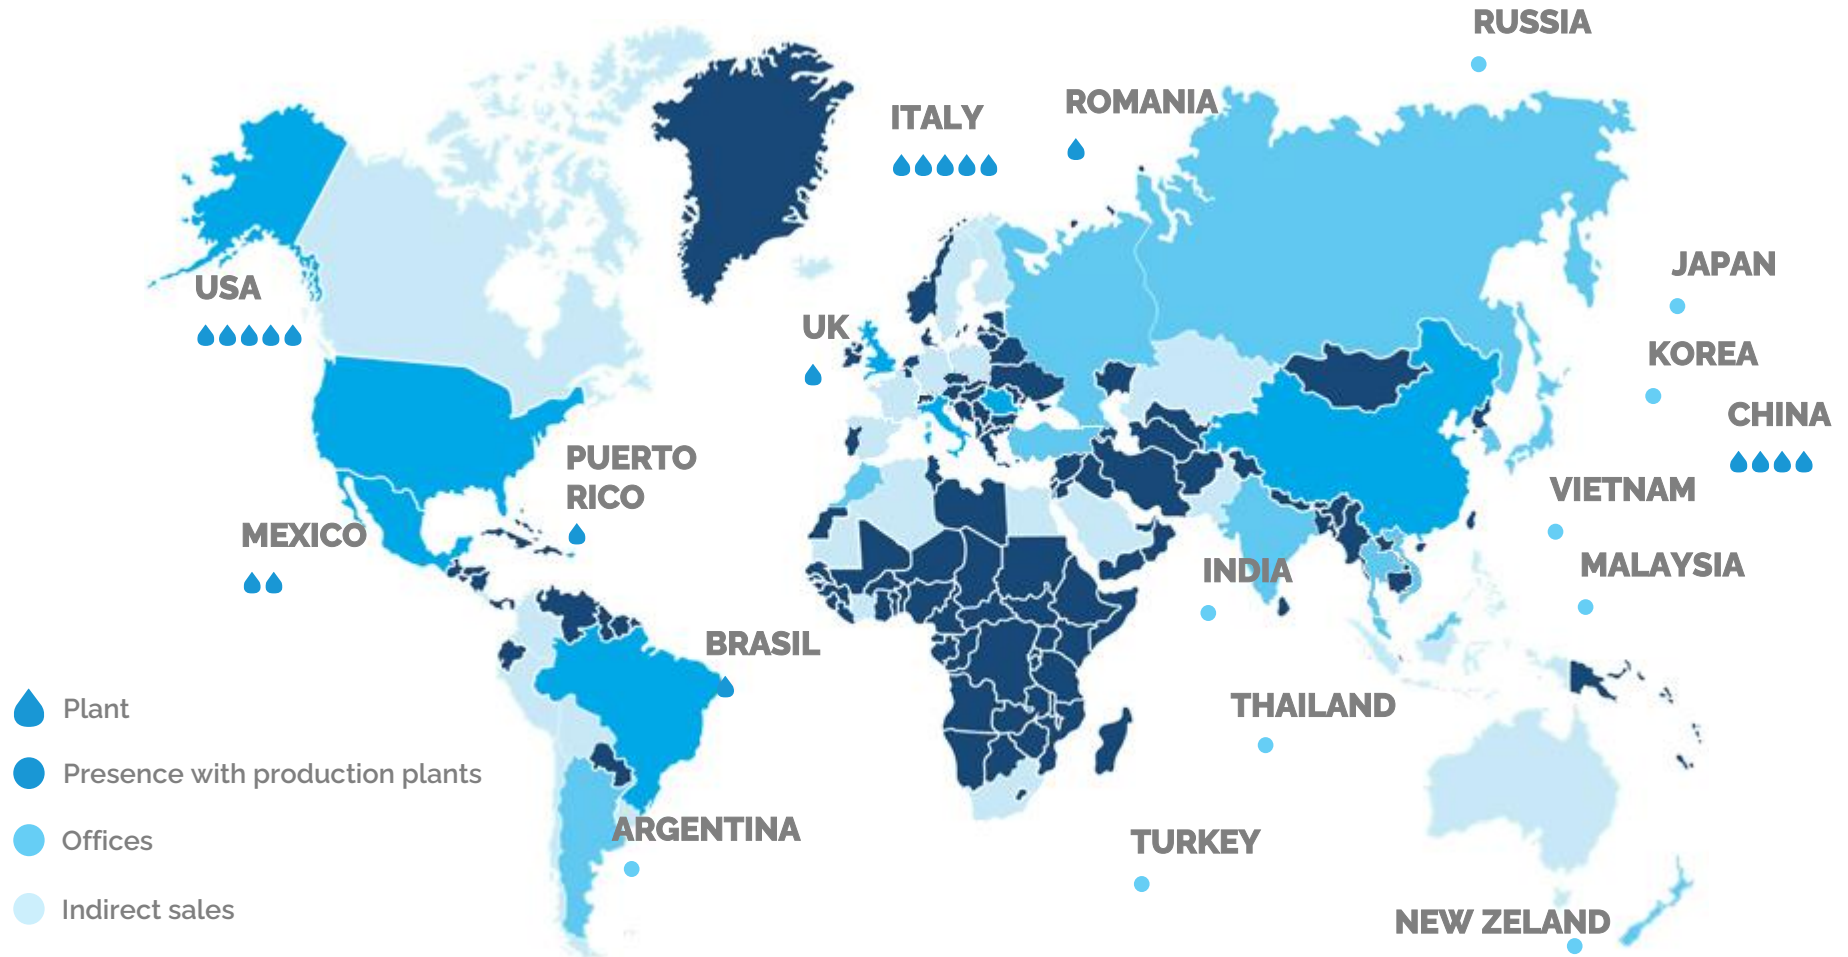 RUSSIA
ROMANIA
ITALY
JAPAN
USA
UK
KOREA
CHINA
PUERTO
RICO
VIETNAM
MEXICO
MALAYSIA
INDIA
BRASIL
THAILAND
Plant
Presence with production plants
ARGENTINA
TURKEY
Offices
Indirect sales
NEW ZELAND